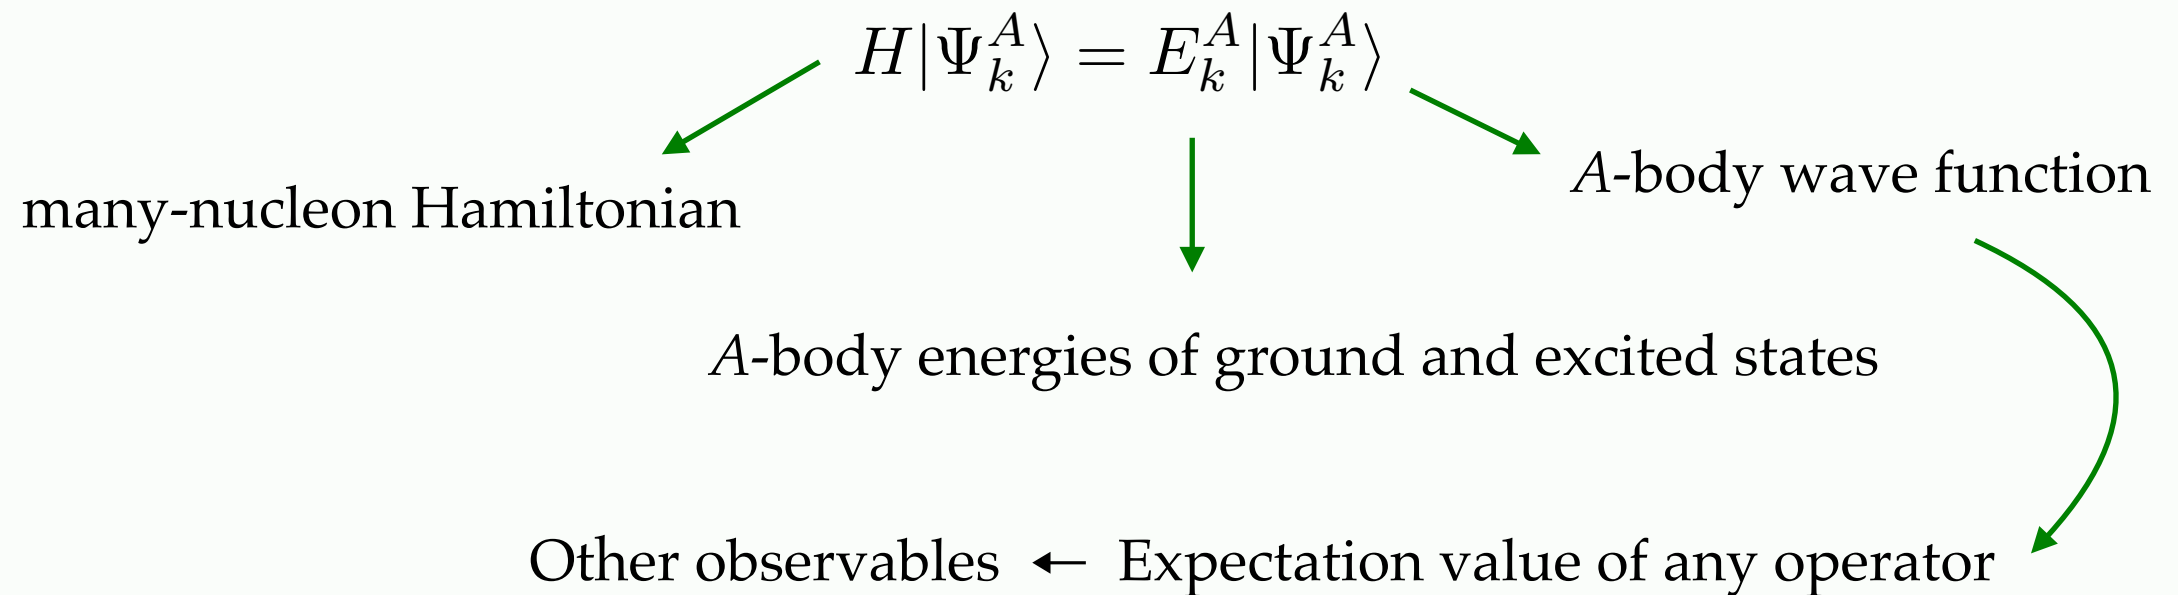 H|Ψ_k^A⟩ = E_k^A|Ψ_k^A⟩
A-body wave function
many-nucleon Hamiltonian
A-body energies of ground and excited states
Other observables ← Expectation value of any operator